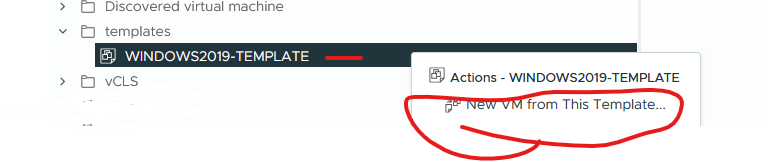 Discovered virtual machine
templates
WINDOWS2019-TEMPLATE
Actions - WINDOWS2019-TEMPLATE
vCLS
New VM from This Template...